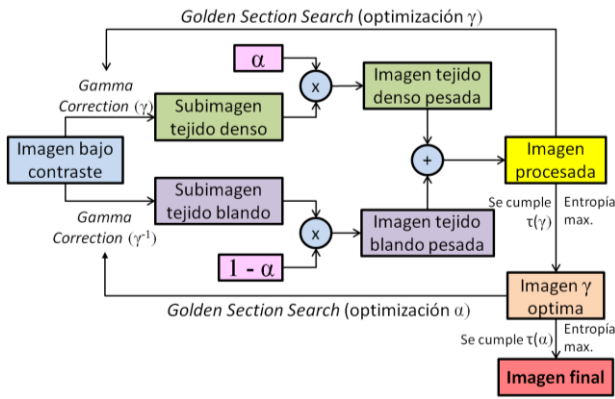 Golden Section Search (optimización γ)
Gamma
Correction (γ)
α
x
Imagen tejido
denso pesada
Subimagen
tejido denso
Imagen bajo
contraste
+
Imagen
procesada
Subimagen
tejido blando
Gamma
Correction (γ⁻¹)
x
Imagen tejido
blando pesada
1 - α
Se cumple
τ(γ)
Entropía
max.
Golden Section Search (optimización α)
Imagen γ
optima
Se cumple τ(α)
Entropía
max.
Imagen final